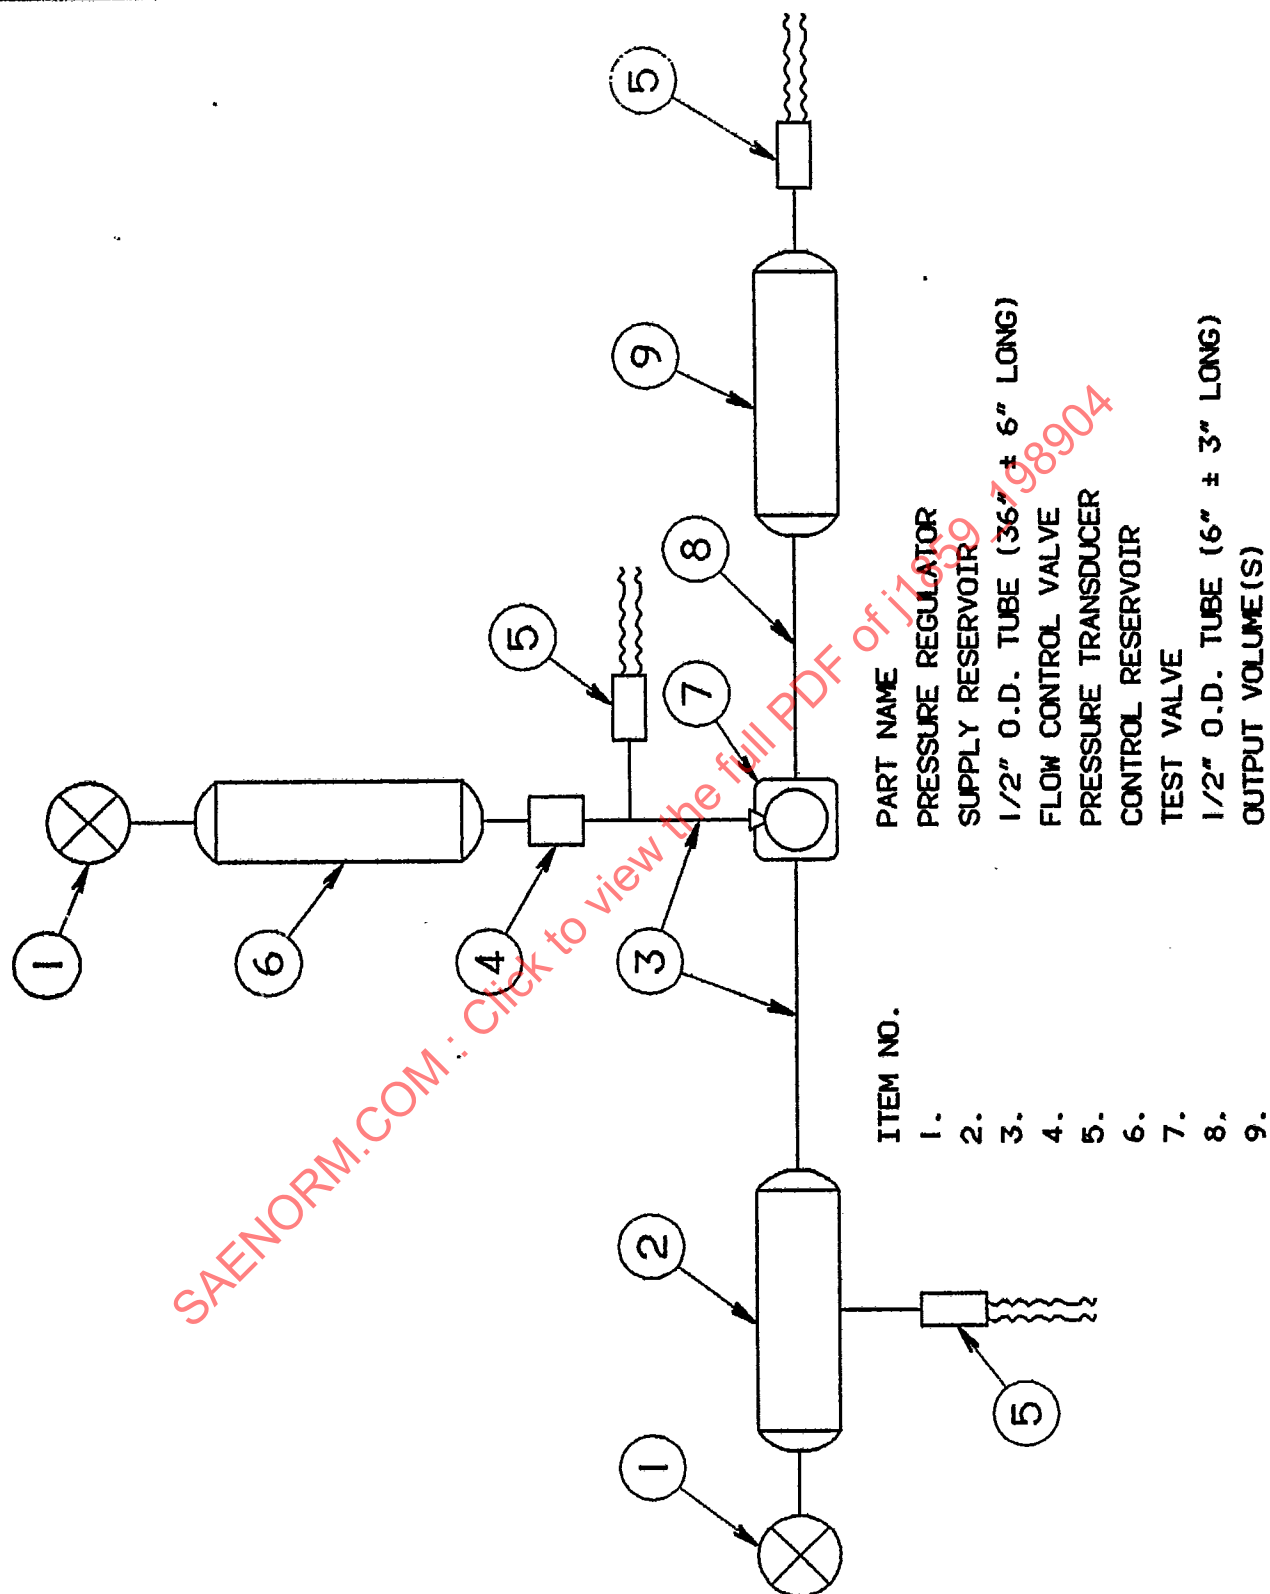 5
5
9
8
5
7
1
6
4
3
2
5
1
ITEM NO. PART NAME
1. PRESSURE REGULATOR
2. SUPPLY RESERVOIR
3. 1/2" O.D. TUBE (36" ± 6" LONG)
4. FLOW CONTROL VALVE
5. PRESSURE TRANSDUCER
6. CONTROL RESERVOIR
7. TEST VALVE
8. 1/2" O.D. TUBE (6" ± 3" LONG)
9. OUTPUT VOLUME(S)
SAENORM.COM : Click to view the full PDF of j1859_198904